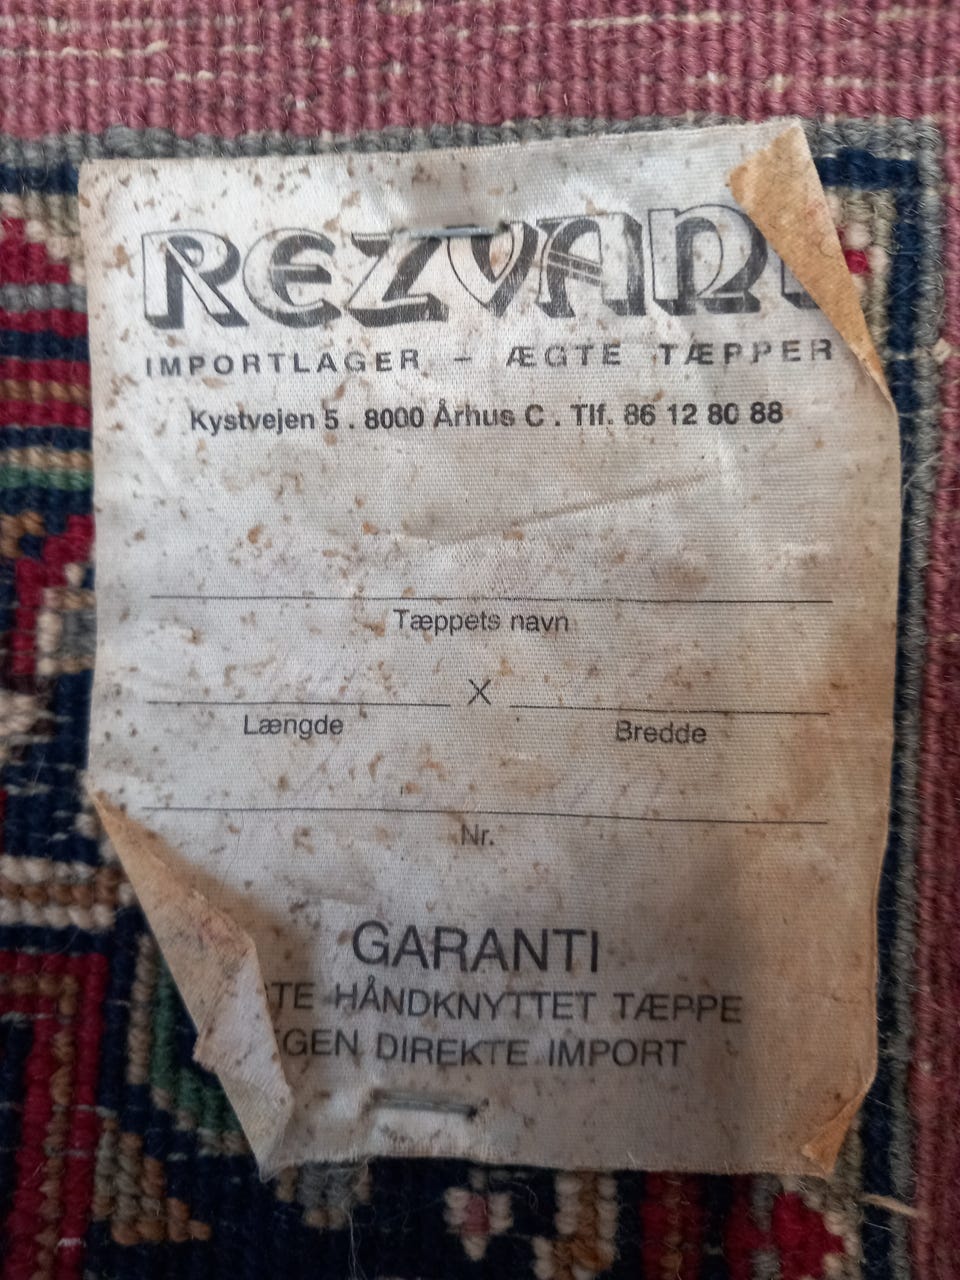 REZVANI
IMPORTLAGER - ÆGTE TÆPPER
Kystvejen 5 . 8000 Århus C . Tlf. 86 12 80 88
Tæppets navn
X
Længde Bredde
Nr.
GARANTI
HÅNDKNYTTET TÆPPE
DIREKTE IMPORT